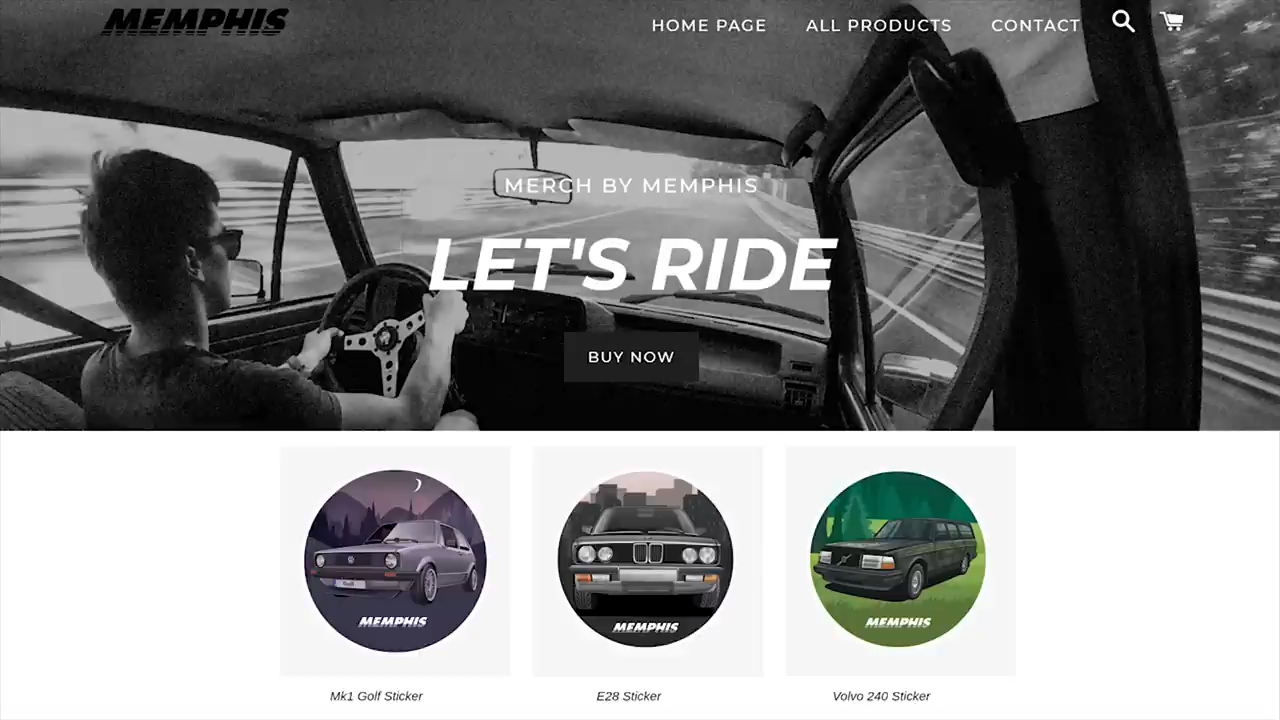 MEMPHIS
HOME PAGE ALL PRODUCTS CONTACT
MERCH BY MEMPHIS
LET'S RIDE
BUY NOW
MEMPHIS
MEMPHIS
MEMPHIS
Mk1 Golf Sticker
E28 Sticker
Volvo 240 Sticker